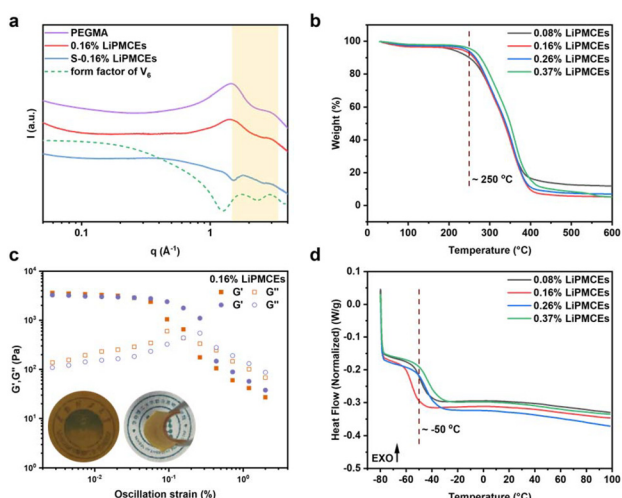 a
PEGMA
0.16% LiPMCEs
S-0.16% LiPMCEs
form factor of V6
I (a.u.)
0.1
1
q (Å-1)
b
0.08% LiPMCEs
0.16% LiPMCEs
0.26% LiPMCEs
0.37% LiPMCEs
Weight (%)
100
80
60
40
20
0
~ 250 °C
0
100
200
300
400
500
600
Temperature (°C)
c
0.16% LiPMCEs
G' G''
G' G''
G',G'' (Pa)
10^4
10^3
10^2
10^1
10^0
10^-2
10^-1
10^0
10^1
Oscillation strain (%)
d
0.08% LiPMCEs
0.16% LiPMCEs
0.26% LiPMCEs
0.37% LiPMCEs
Heat Flow (Normalized) (W/g)
0.1
0.0
-0.1
-0.2
-0.3
-0.4
-0.5
~ -50 °C
EXO
-80
-60
-40
-20
0
20
40
60
80
100
Temperature (°C)